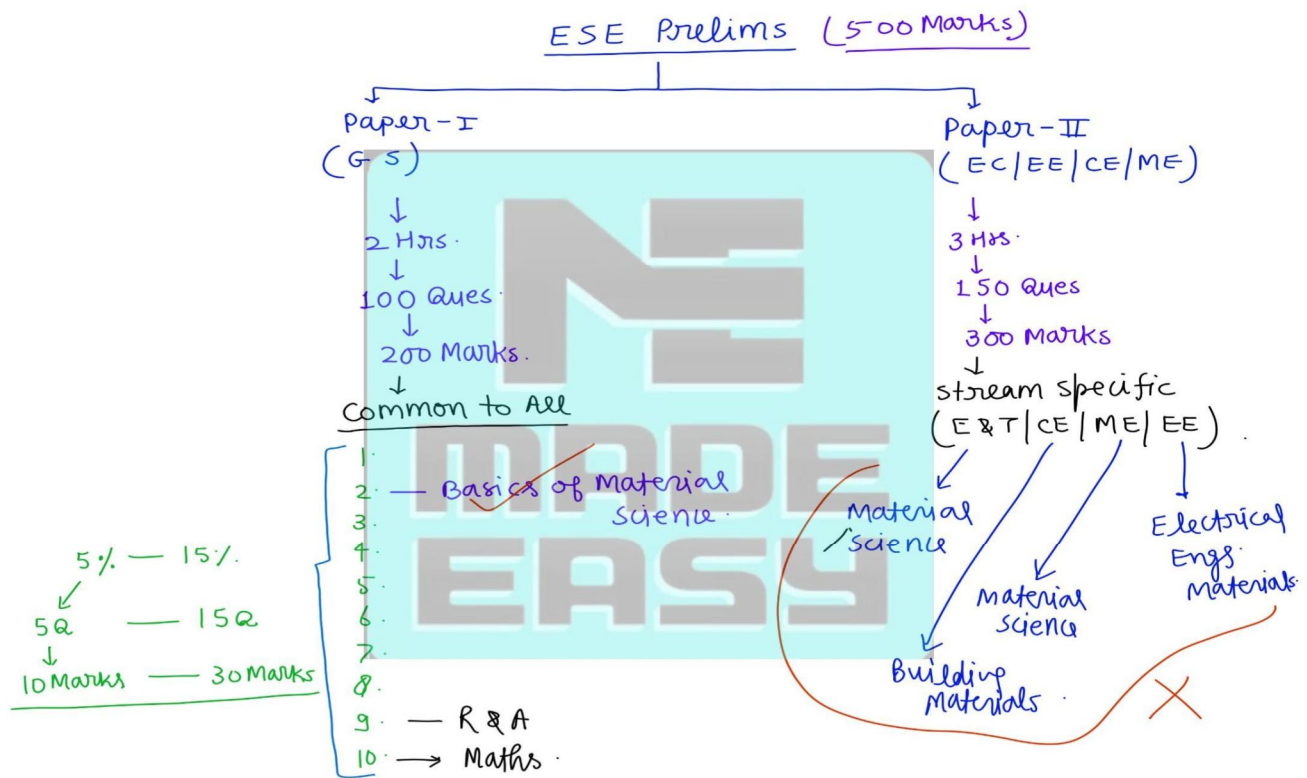 ESE Prelims (500 Marks)
Paper-I
(G S)
2 Hrs.
100 Ques.
200 Marks.
Common to All
1.
2. — Basics of Material
Science.
3.
4.
5.
6.
7.
8.
9. — R & A
10. → Maths.
5% — 15%.
5Q — 15Q
10 Marks — 30 Marks
Paper-II
(EC/EE/CE/ME)
3 Hrs.
150 Ques
300 Marks
Stream Specific
(E&T/CE/ME/EE).
Material
Science
Building
Materials.
Material
Science
Electrical
Engg.
Materials.
ME
MADE
EASY